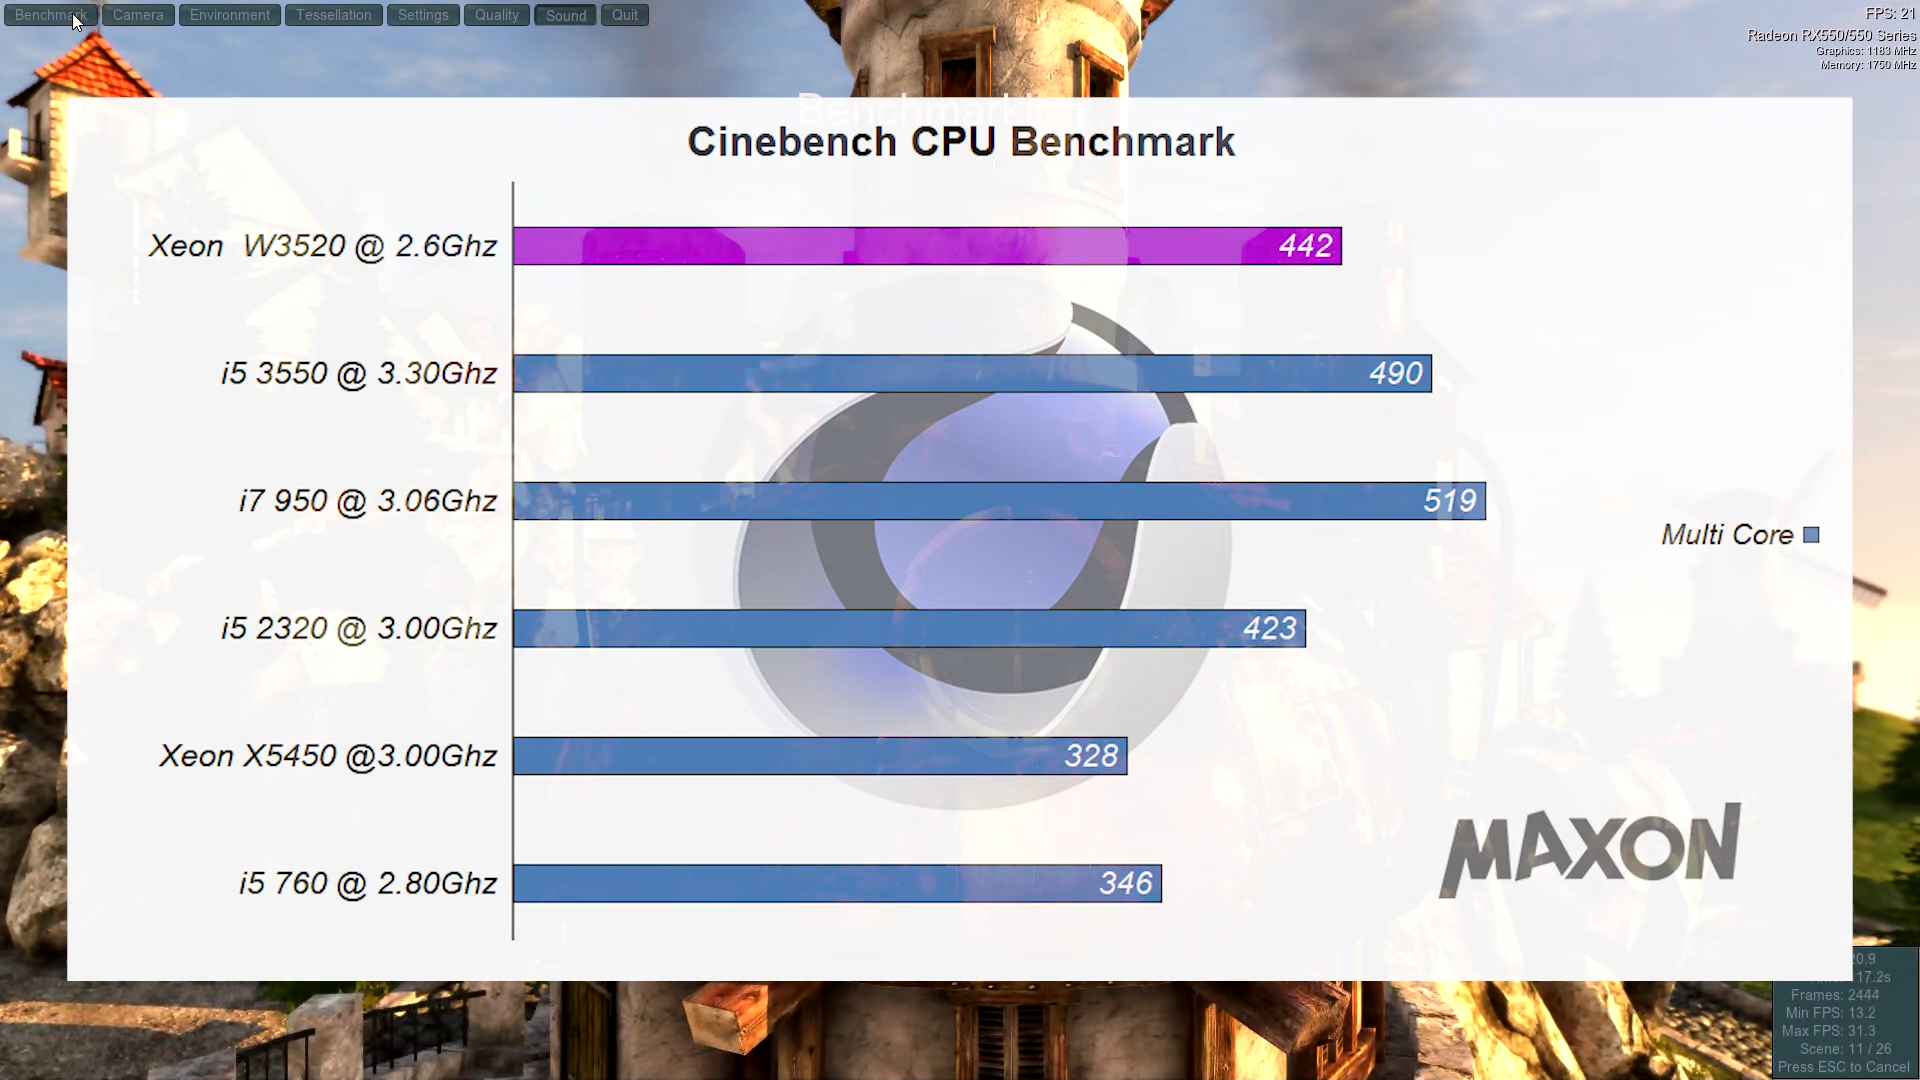 Benchmark Camera Environment Tessellation Settings Quality Sound Quit
FPS: 21
Radeon RX550/550 Series
Graphics: 1183 MHz
Memory: 1750 MHz
Cinebench CPU Benchmark
Xeon W3520 @ 2.6Ghz 442
i5 3550 @ 3.30Ghz 490
i7 950 @ 3.06Ghz 519
Multi Core
i5 2320 @ 3.00Ghz 423
Xeon X5450 @3.00Ghz 328
MAXON
i5 760 @ 2.80Ghz 346
20.9
17.2s
Frames: 2444
Min FPS: 13.2
Max FPS: 31.3
Scene: 11 / 26
Press ESC to Cancel